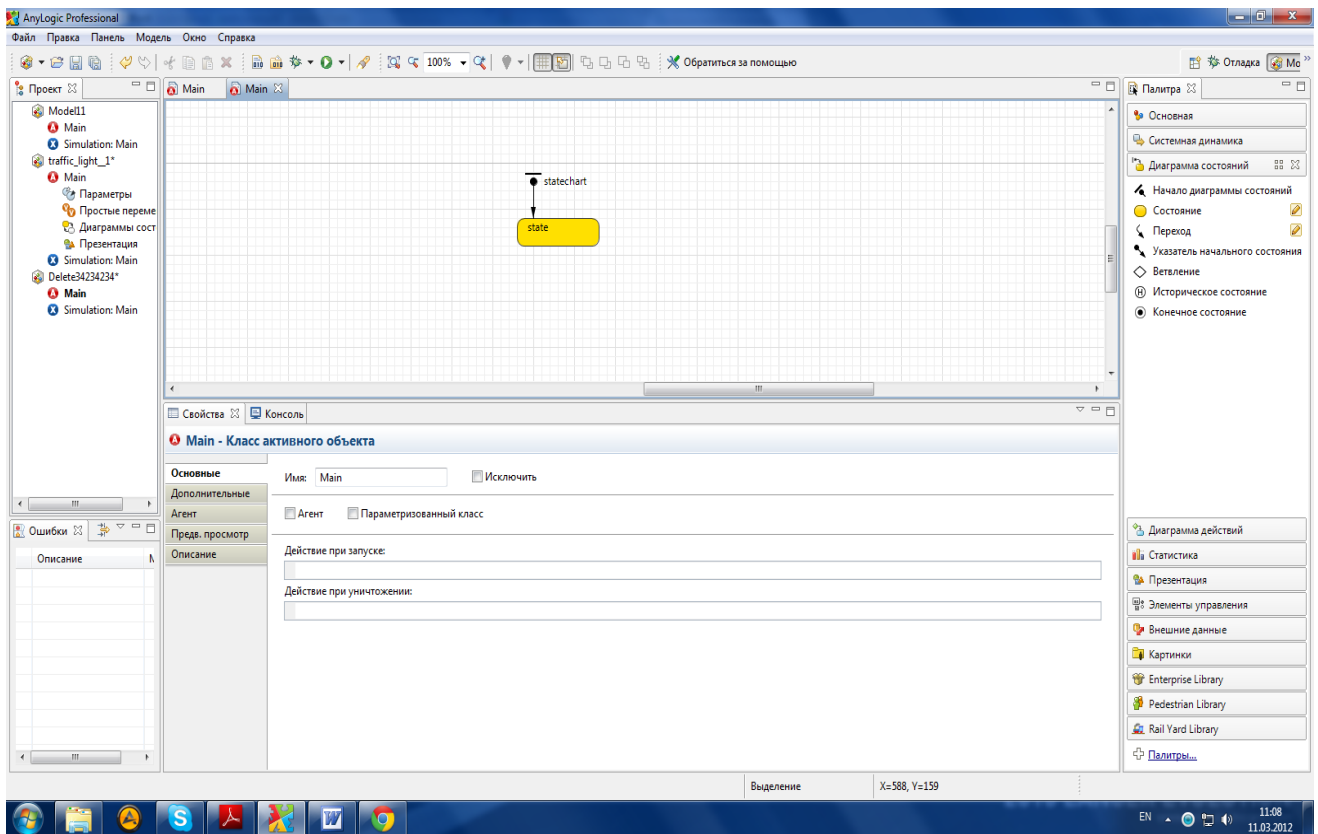 AnyLogic Professional
Файл Правка Панель Модель Окно Справка
100% Обратиться за помощью Отладка Mo »
Проект
Model11
Main
Simulation: Main
traffic_light__1*
Main
Параметры
Простые переме
Диаграммы сост
Презентация
Simulation: Main
Delete34234234*
Main
Simulation: Main
Main Main
statechart
state
Палитра
Основная
Системная динамика
Диаграмма состояний
Начало диаграммы состояний
Состояние
Переход
Указатель начального состояния
Ветвление
Историческое состояние
Конечное состояние
Диаграмма действий
Статистика
Презентация
Элементы управления
Внешние данные
Картинки
Enterprise Library
Pedestrian Library
Rail Yard Library
Палитры...
Ошибки
Описание
Свойства Консоль
Main - Класс активного объекта
Основные
Дополнительные
Агент
Предв. просмотр
Описание
Имя: Main Исключить
Агент Параметризованный класс
Действие при запуске:
Действие при уничтожении:
Выделение X=588, Y=159
EN 11:08
11.03.2012